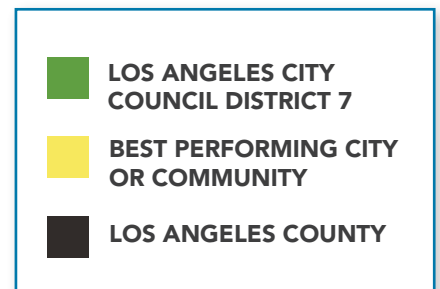 LOS ANGELES CITY
COUNCIL DISTRICT 7
BEST PERFORMING CITY
OR COMMUNITY
LOS ANGELES COUNTY